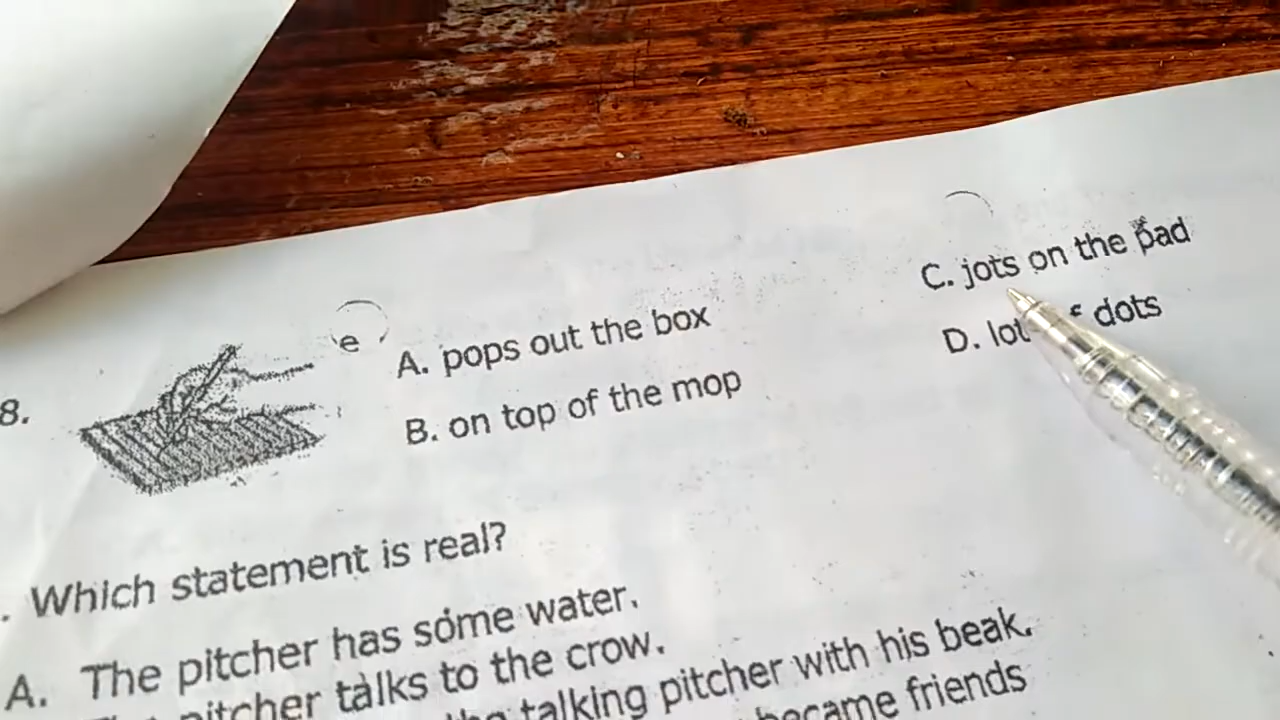 8.
e
A. pops out the box
B. on top of the mop
C. jots on the pad
D. dots
. Which statement is real?
A. The pitcher has some water.
talks to the crow.
talking pitcher with his beak.
became friends